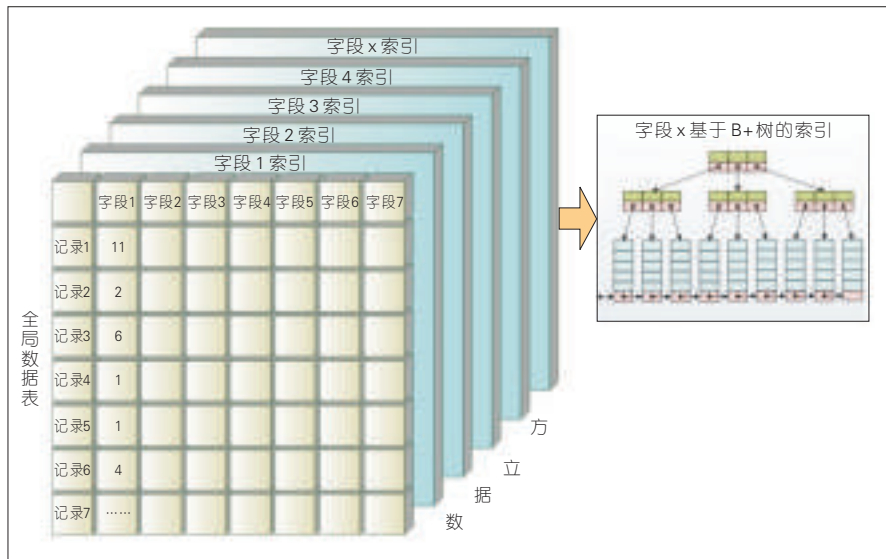 字段x索引
字段4索引
字段3索引
字段2索引
字段1索引
字段1 字段2 字段3 字段4 字段5 字段6 字段7
记录1 11
记录2 2
记录3 6
记录4 1
记录5 1
记录6 4
记录7 ……
全局数据表
数据立方
字段x基于B+树的索引